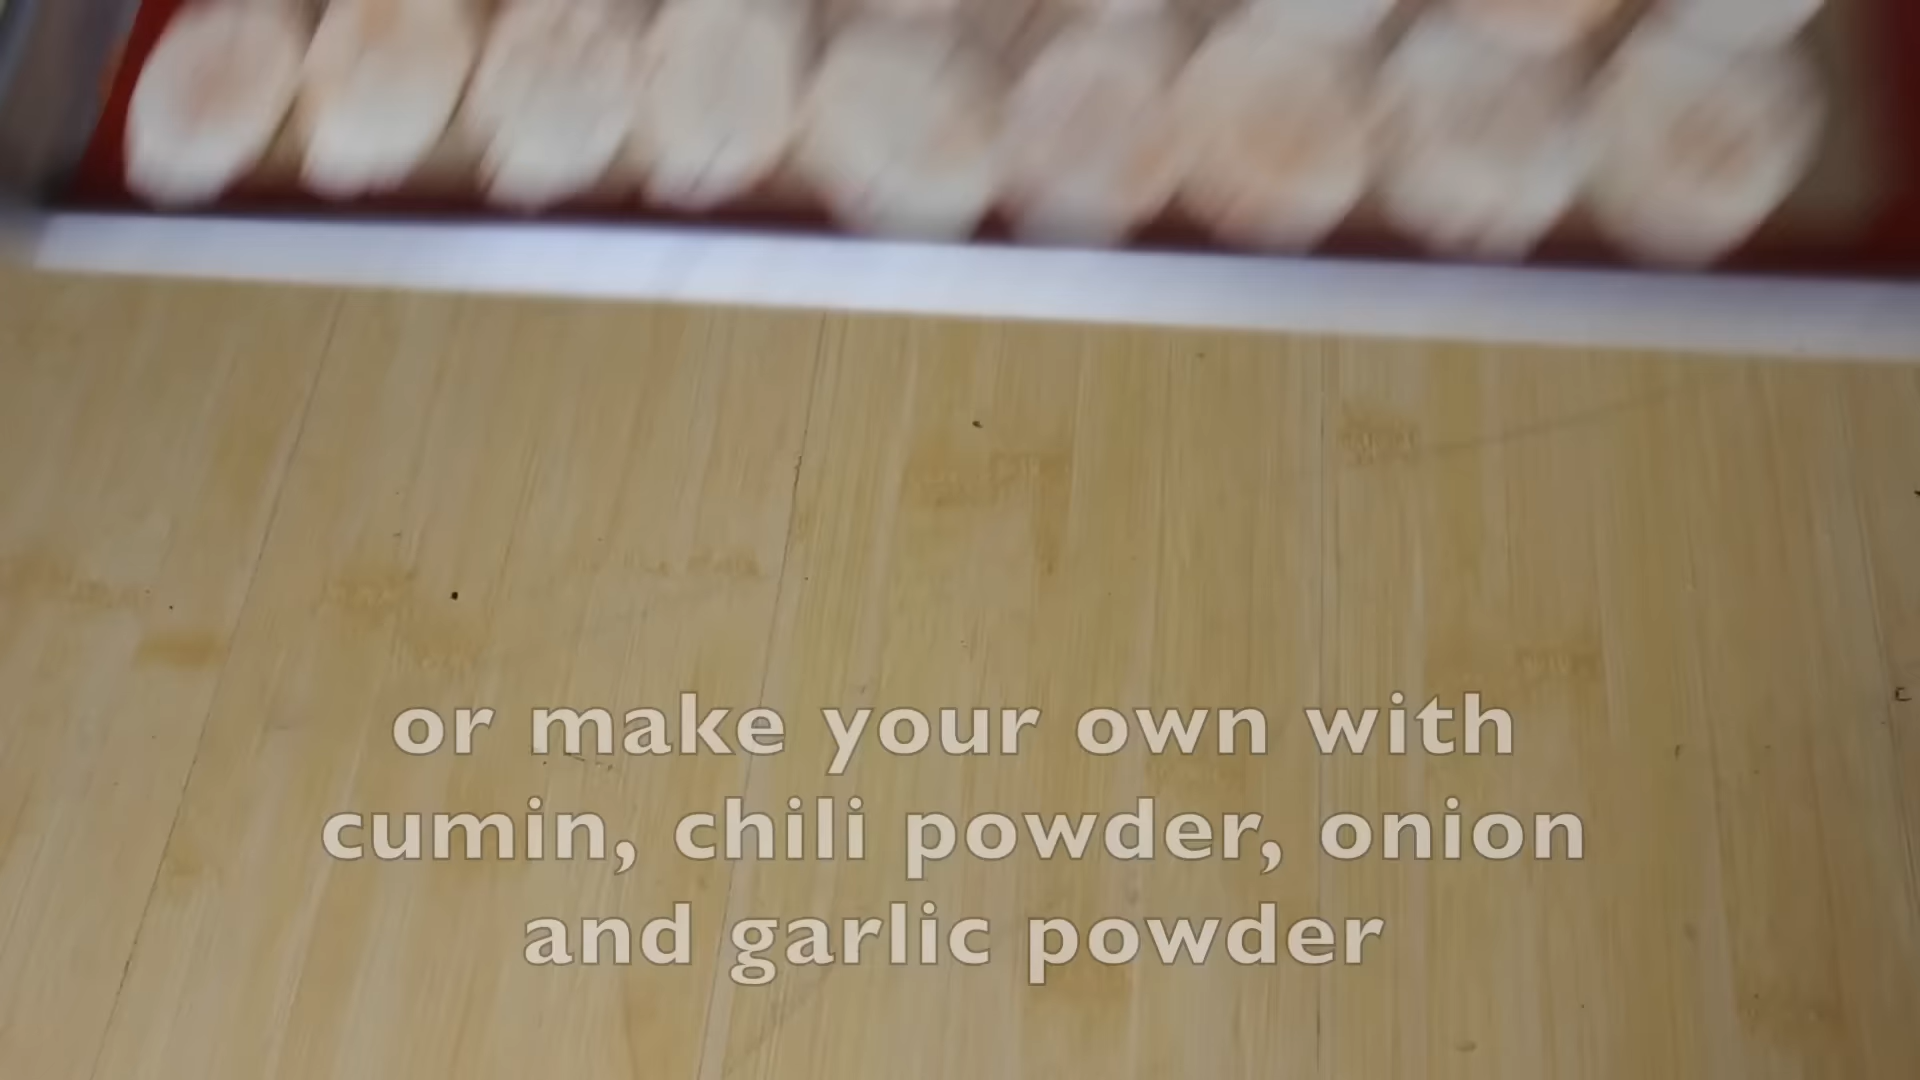 or make your own with
cumin, chili powder, onion
and garlic powder